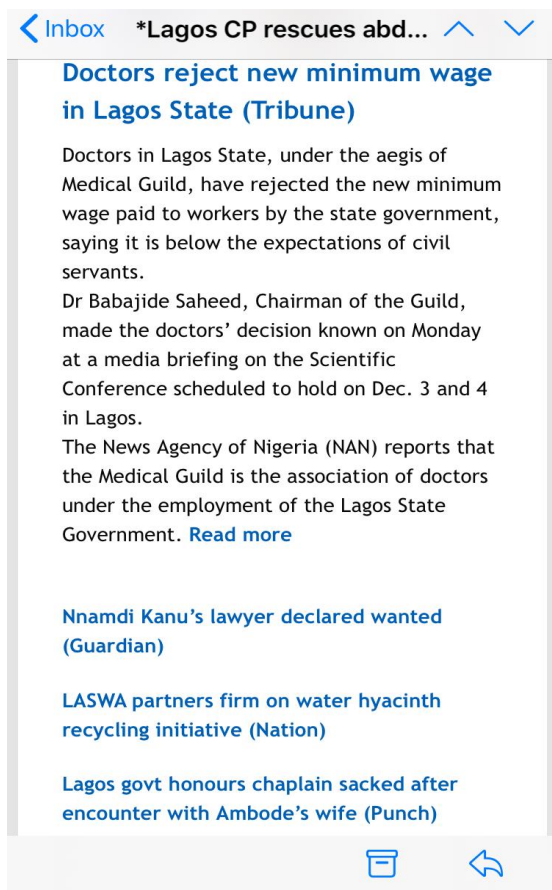 Inbox
*Lagos CP rescues abd...
Doctors reject new minimum wage
in Lagos State (Tribune)
Doctors in Lagos State, under the aegis of
Medical Guild, have rejected the new minimum
wage paid to workers by the state government,
saying it is below the expectations of civil
servants.
Dr Babajide Saheed, Chairman of the Guild,
made the doctors’ decision known on Monday
at a media briefing on the Scientific
Conference scheduled to hold on Dec. 3 and 4
in Lagos.
The News Agency of Nigeria (NAN) reports that
the Medical Guild is the association of doctors
under the employment of the Lagos State
Government. Read more
Nnamdi Kanu’s lawyer declared wanted
(Guardian)
LASWA partners firm on water hyacinth
recycling initiative (Nation)
Lagos govt honours chaplain sacked after
encounter with Ambode’s wife (Punch)